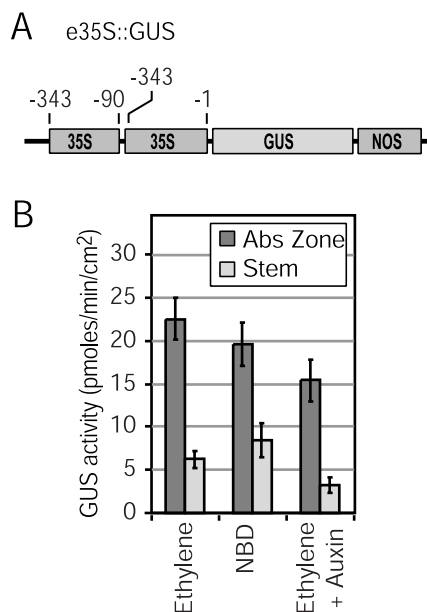 A e35S::GUS
-343
-343 -90 -1
35S 35S GUS NOS
B
Abs Zone
Stem
GUS activity (pmoles/min/cm2)
30
25
20
15
10
5
0
Ethylene
NBD
Ethylene
+ Auxin